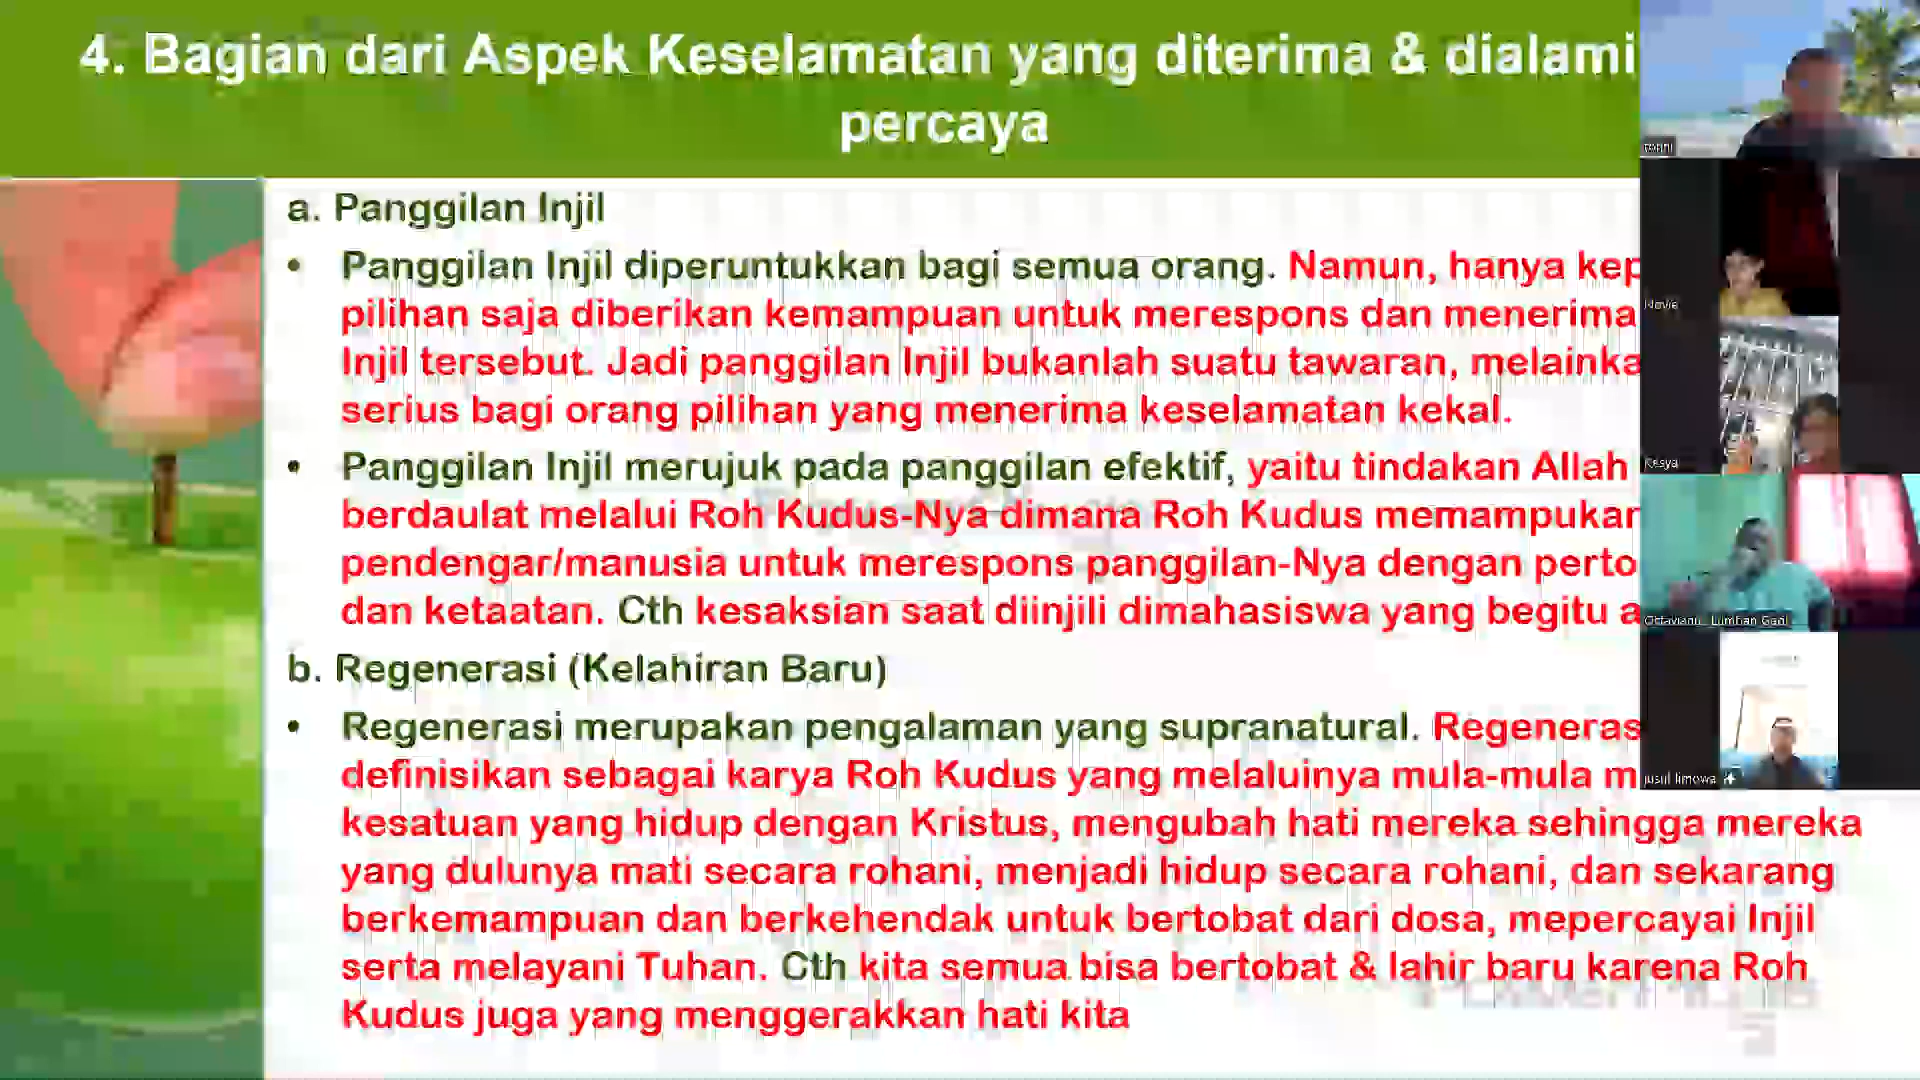 4. Bagian dari Aspek Keselamatan yang diterima & dialami
percaya
a. Panggilan Injil
• Panggilan Injil diperuntukkan bagi semua orang. Namun, hanya kep
pilihan saja diberikan kemampuan untuk merespons dan menerima
Injil tersebut. Jadi panggilan Injil bukanlah suatu tawaran, melainka
serius bagi orang pilihan yang menerima keselamatan kekal.
• Panggilan Injil merujuk pada panggilan efektif, yaitu tindakan Allah
berdaulat melalui Roh Kudus-Nya dimana Roh Kudus memampukan
pendengar/manusia untuk merespons panggilan-Nya dengan perto
dan ketaatan. Cth kesaksian saat diinjili dimahasiswa yang begitu a
b. Regenerasi (Kelahiran Baru)
• Regenerasi merupakan pengalaman yang supranatural. Regeneras
definisikan sebagai karya Roh Kudus yang melaluinya mula-mula m
kesatuan yang hidup dengan Kristus, mengubah hati mereka sehingga mereka
yang dulunya mati secara rohani, menjadi hidup secara rohani, dan sekarang
berkemampuan dan berkehendak untuk bertobat dari dosa, mepercayai Injil
serta melayani Tuhan. Cth kita semua bisa bertobat & lahir baru karena Roh
Kudus juga yang menggerakkan hati kita
Kesya
jusuf limowa